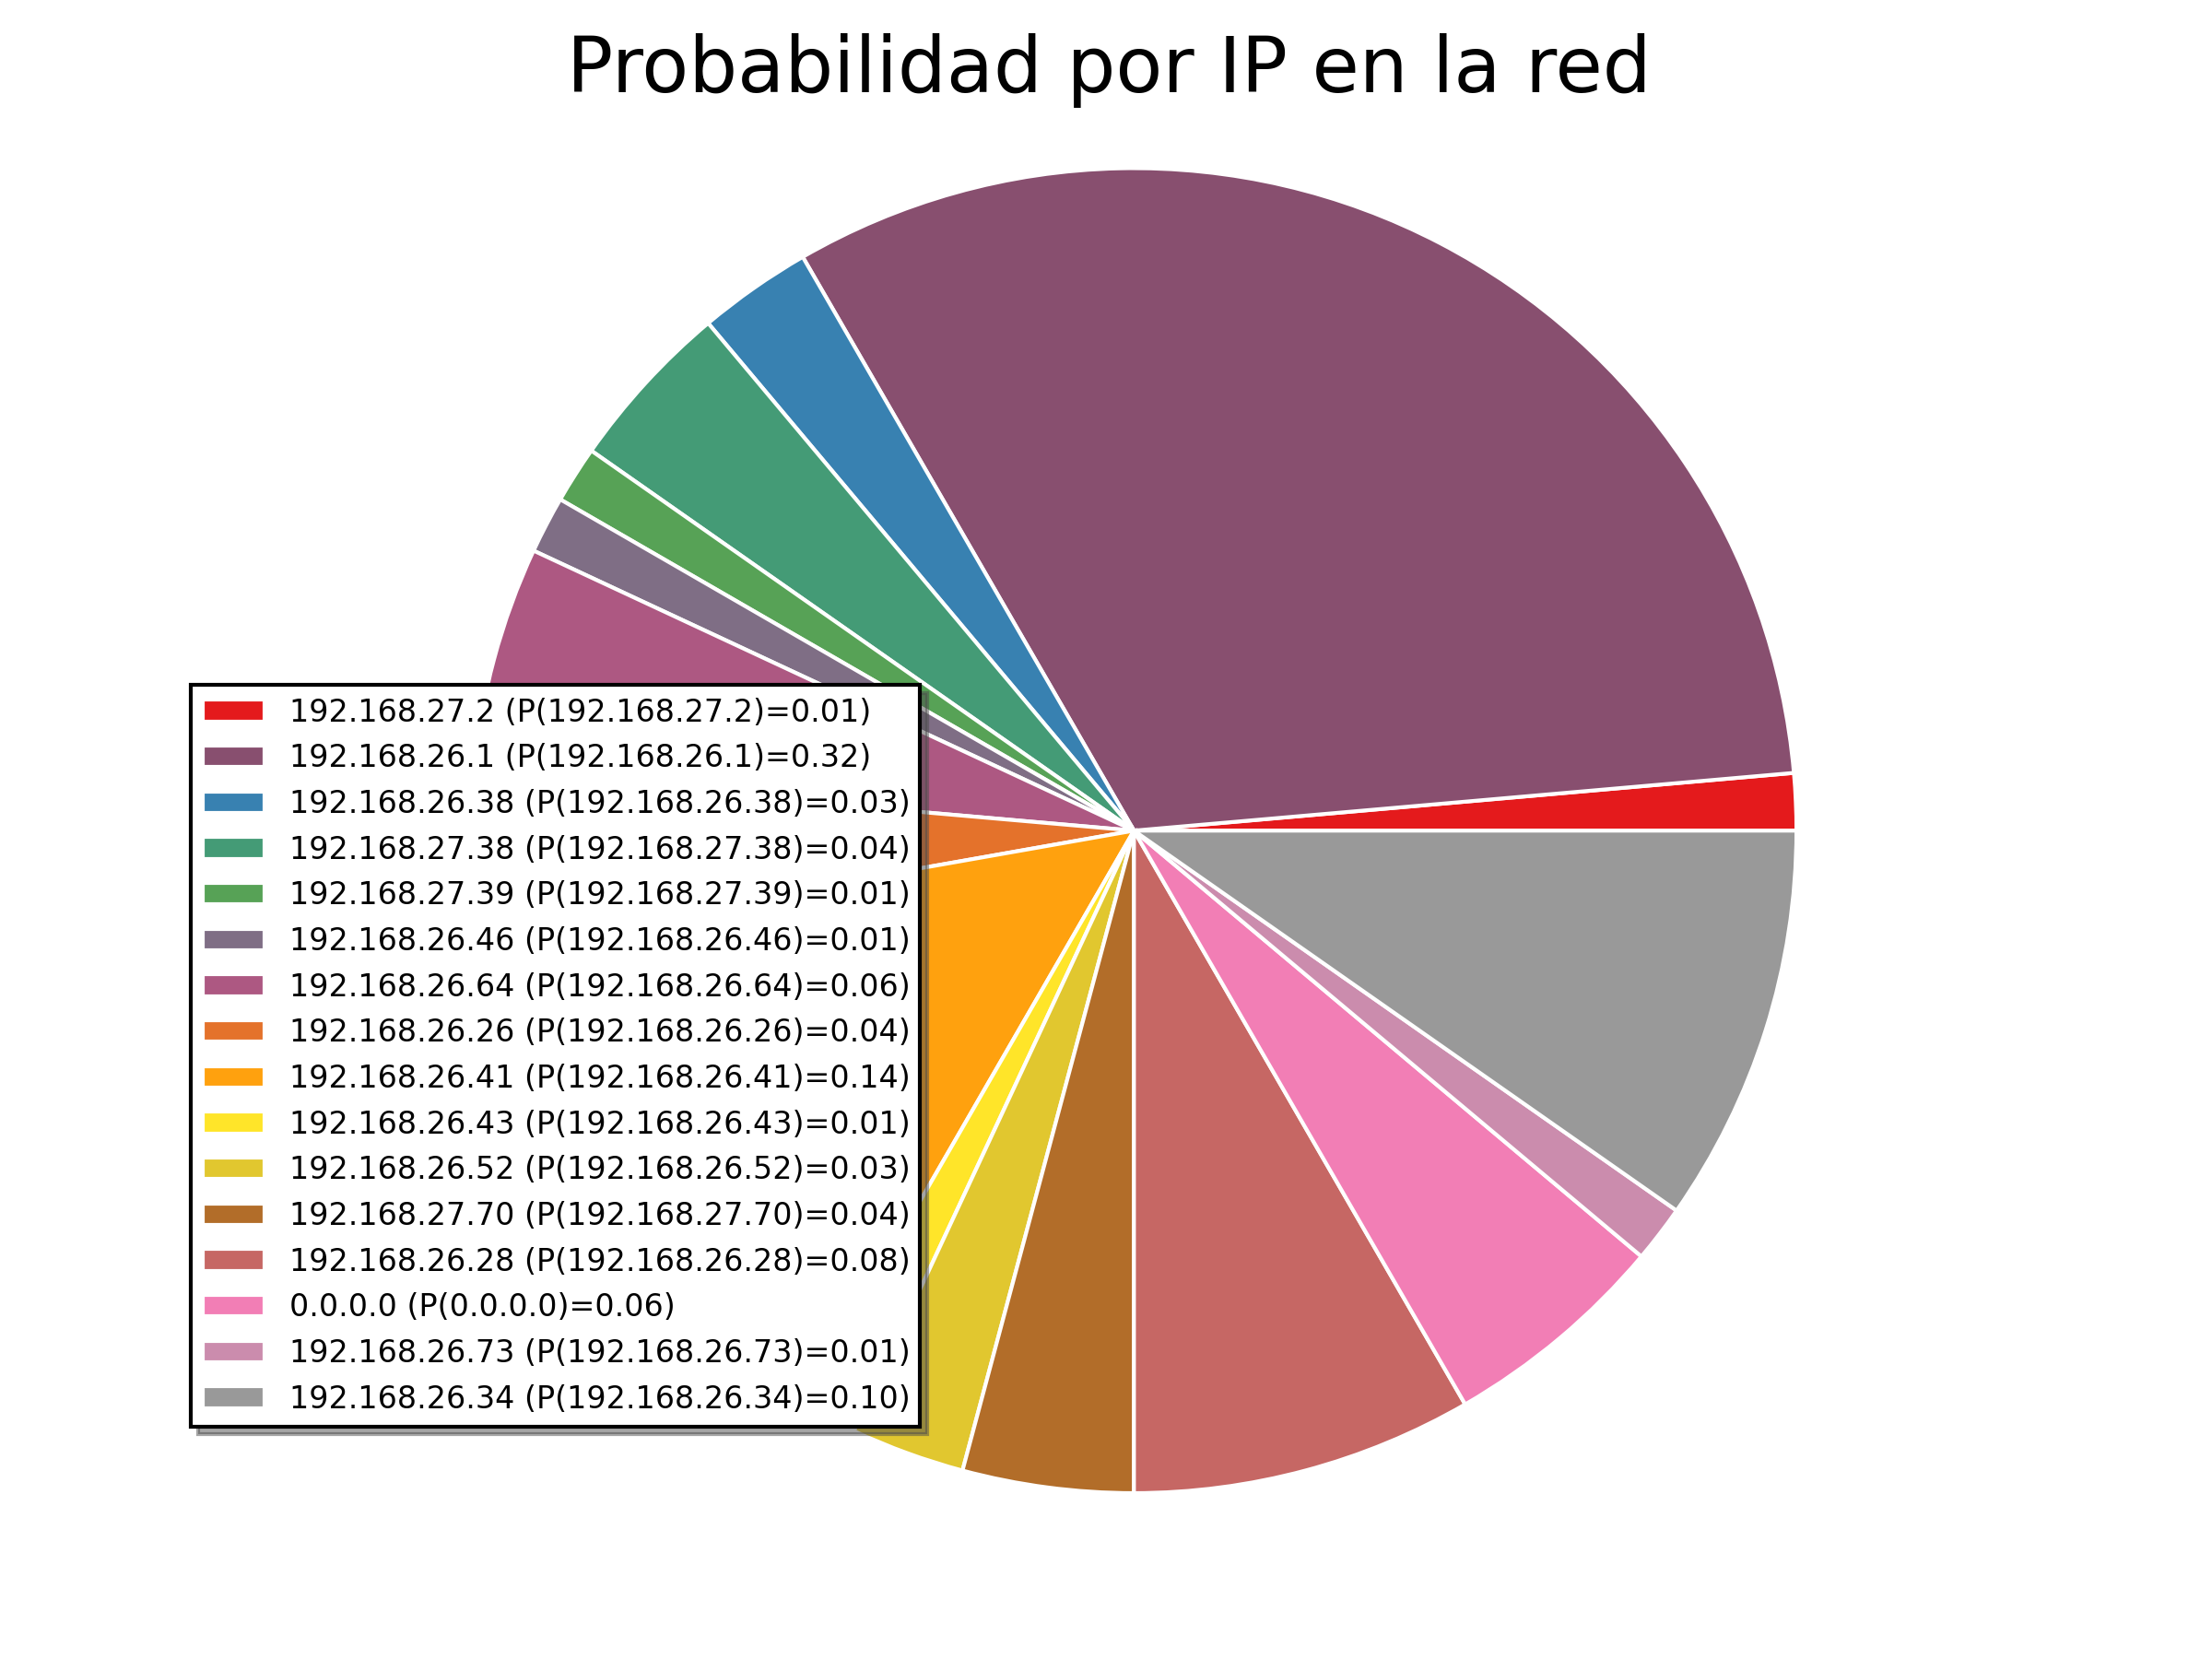 Probabilidad por IP en la red
192.168.27.2 (P(192.168.27.2)=0.01)
192.168.26.1 (P(192.168.26.1)=0.32)
192.168.26.38 (P(192.168.26.38)=0.03)
192.168.27.38 (P(192.168.27.38)=0.04)
192.168.27.39 (P(192.168.27.39)=0.01)
192.168.26.46 (P(192.168.26.46)=0.01)
192.168.26.64 (P(192.168.26.64)=0.06)
192.168.26.26 (P(192.168.26.26)=0.04)
192.168.26.41 (P(192.168.26.41)=0.14)
192.168.26.43 (P(192.168.26.43)=0.01)
192.168.26.52 (P(192.168.26.52)=0.03)
192.168.27.70 (P(192.168.27.70)=0.04)
192.168.26.28 (P(192.168.26.28)=0.08)
0.0.0.0 (P(0.0.0.0)=0.06)
192.168.26.73 (P(192.168.26.73)=0.01)
192.168.26.34 (P(192.168.26.34)=0.10)